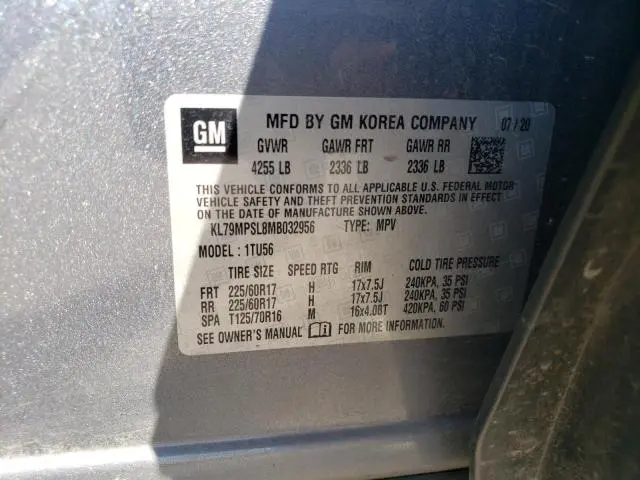 GM MFD BY GM KOREA COMPANY 07/20
GVWR GAWR FRT GAWR RR
4255 LB 2336 LB 2336 LB
THIS VEHICLE CONFORMS TO ALL APPLICABLE U.S. FEDERAL MOTOR
VEHICLE SAFETY AND THEFT PREVENTION STANDARDS IN EFFECT ON
THE DATE OF MANUFACTURE SHOWN ABOVE.
KL79MPSL8MB032956 TYPE: MPV
MODEL: 1TU56
TIRE SIZE SPEED RTG RIM COLD TIRE PRESSURE
FRT 225/60R17 H 17x7.5J 240KPA, 35 PSI
RR 225/60R17 H 17x7.5J 240KPA, 35 PSI
SPA T125/70R16 M 16x4.0BT 420KPA, 60 PSI
SEE OWNER'S MANUAL FOR MORE INFORMATION.